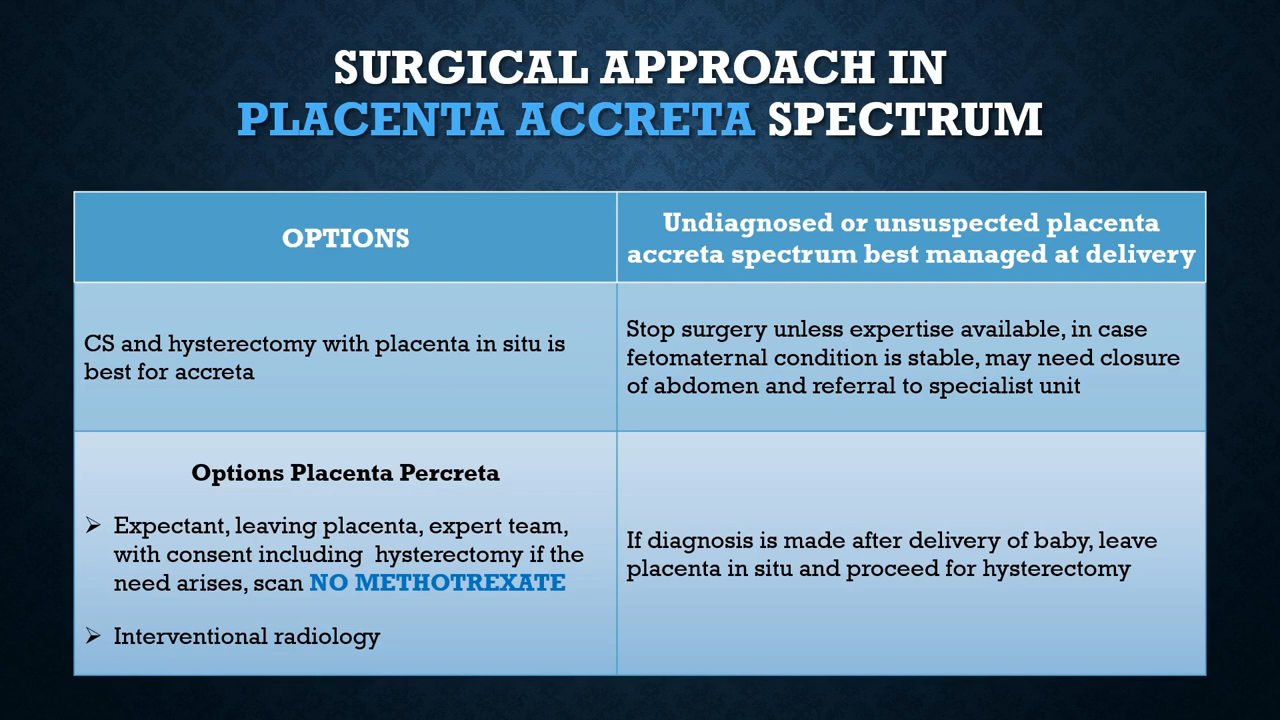 SURGICAL APPROACH IN
PLACENTA ACCRETA SPECTRUM
OPTIONS
Undiagnosed or unsuspected placenta
accreta spectrum best managed at delivery
CS and hysterectomy with placenta in situ is
best for accreta
Stop surgery unless expertise available, in case
fetomaternal condition is stable, may need closure
of abdomen and referral to specialist unit
Options Placenta Percreta
➢ Expectant, leaving placenta, expert team,
with consent including hysterectomy if the
need arises, scan NO METHOTREXATE
➢ Interventional radiology
If diagnosis is made after delivery of baby, leave
placenta in situ and proceed for hysterectomy